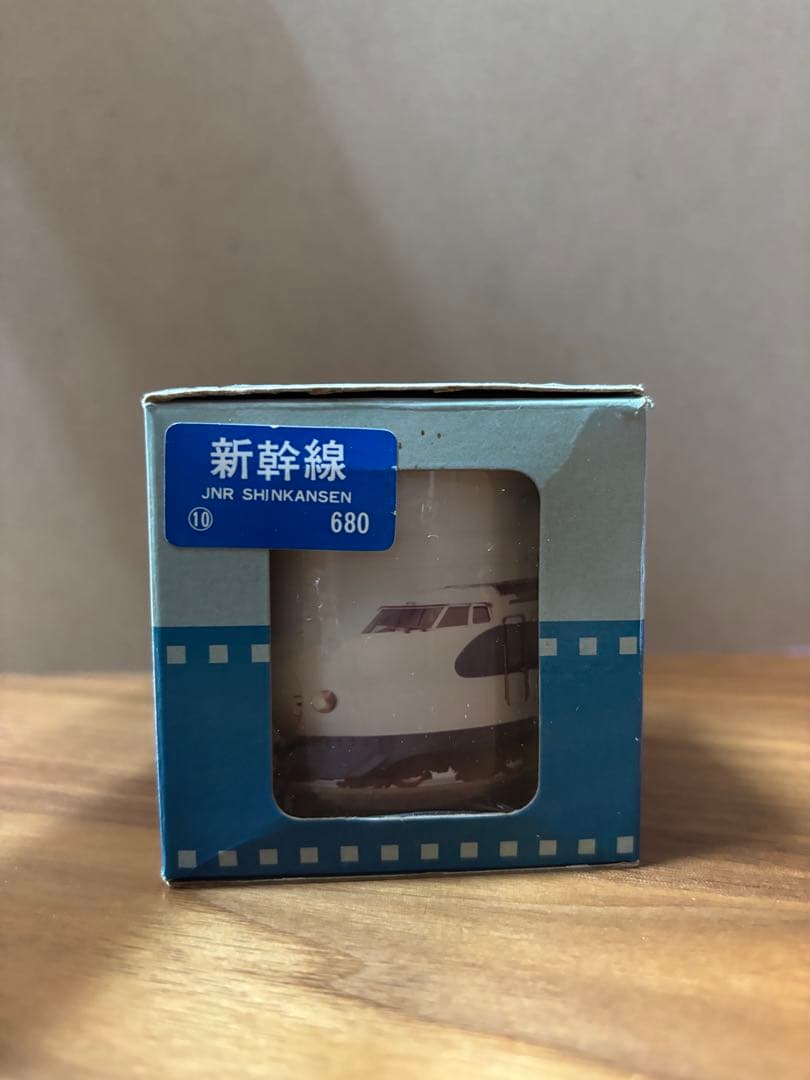 新幹線
JNR SHINKANSEN
⑩ 680